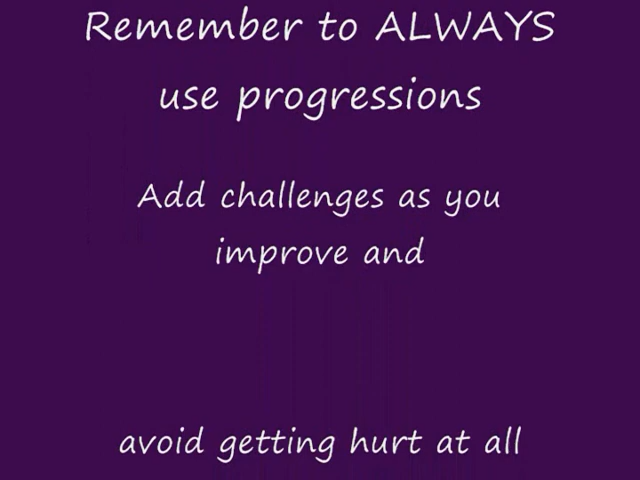 Remember to ALWAYS
use progressions
Add challenges as you
improve and
avoid getting hurt at all